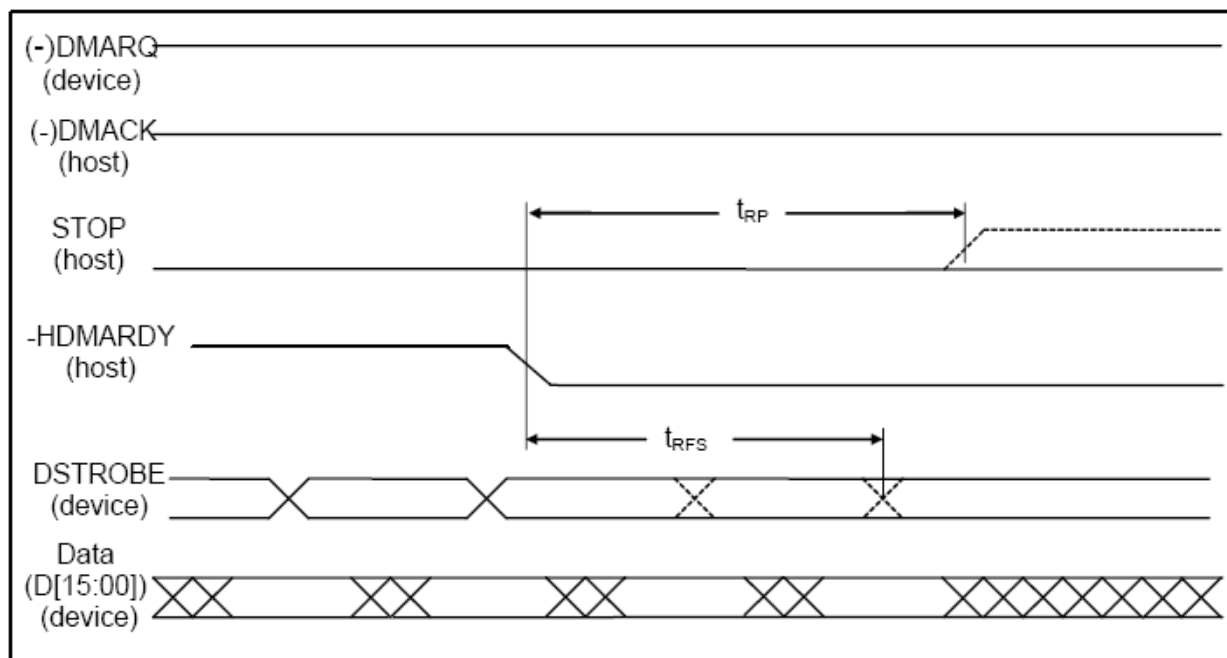 (-)DMARQ
(device)
(-)DMACK
(host)
tRP
STOP
(host)
-HDMARDY
(host)
tRFS
DSTROBE
(device)
Data
(D[15:00])
(device)